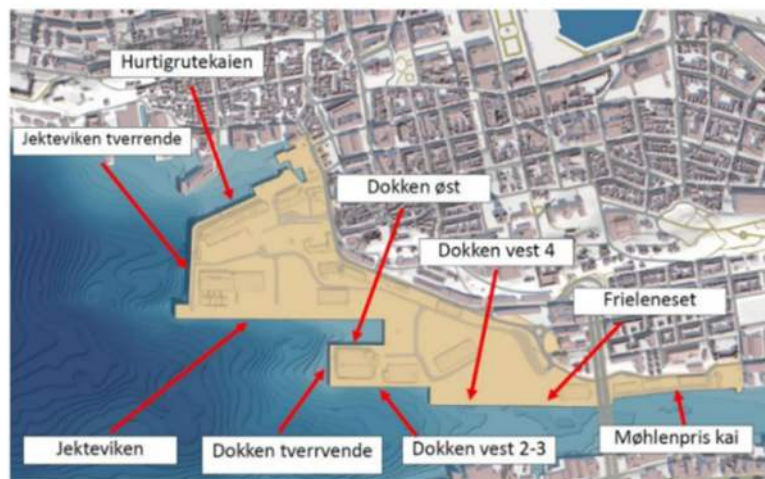 Hurtigrutekaien
Jekteviken tverrende
Dokken øst
Dokken vest 4
Frieleneset
Jekteviken
Dokken tverrvende
Dokken vest 2-3
Møhlenpris kai